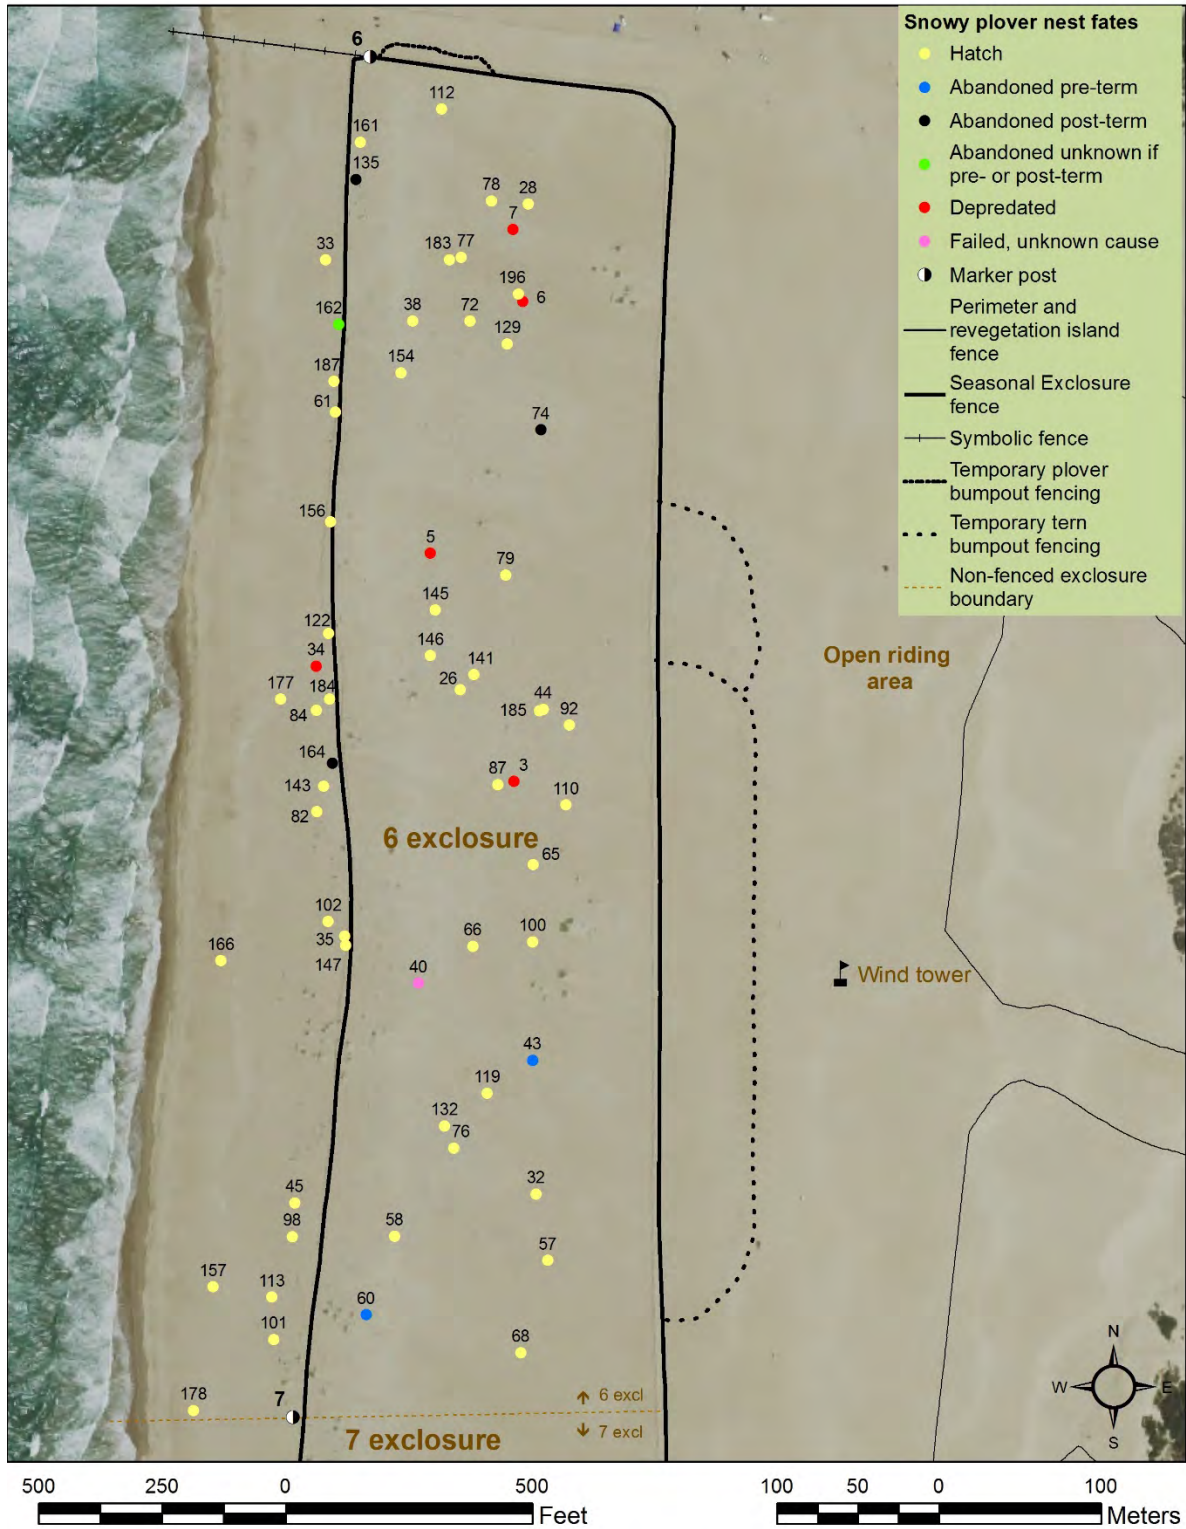 Snowy plover nest fates
Hatch
Abandoned pre-term
Abandoned post-term
Abandoned unknown if
pre- or post-term
Depredated
Failed, unknown cause
Marker post
Perimeter and
revegetation island
fence
Seasonal Exclosure
fence
Symbolic fence
Temporary plover
bumpout fencing
Temporary tern
bumpout fencing
Non-fenced exclosure
boundary
6
112
161
135
78 28
7
33
183 77
196
6
162
38 72
129
154
187
61
74
156
5
79
145
122
146
34
141
26
177 184
84
44
185 92
Open riding
area
164
87 3
143
110
82
6 exclosure
65
102
35
147
166
66 100
40
Wind tower
43
119
132
76
32
45
98
58
57
157
113
60
101
68
178
7
6 excl
7 excl
7 exclosure
N
W E
S
500 250 0 500
Feet
100 50 0 100
Meters